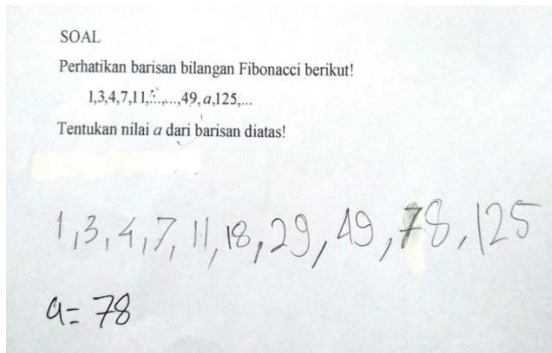 SOAL
Perhatikan barisan bilangan Fibonacci berikut!
1,3,4,7,11,...,...,49,a,125,...
Tentukan nilai a dari barisan diatas!
1,3,4,7,11,18,29,49,78,125
a=78